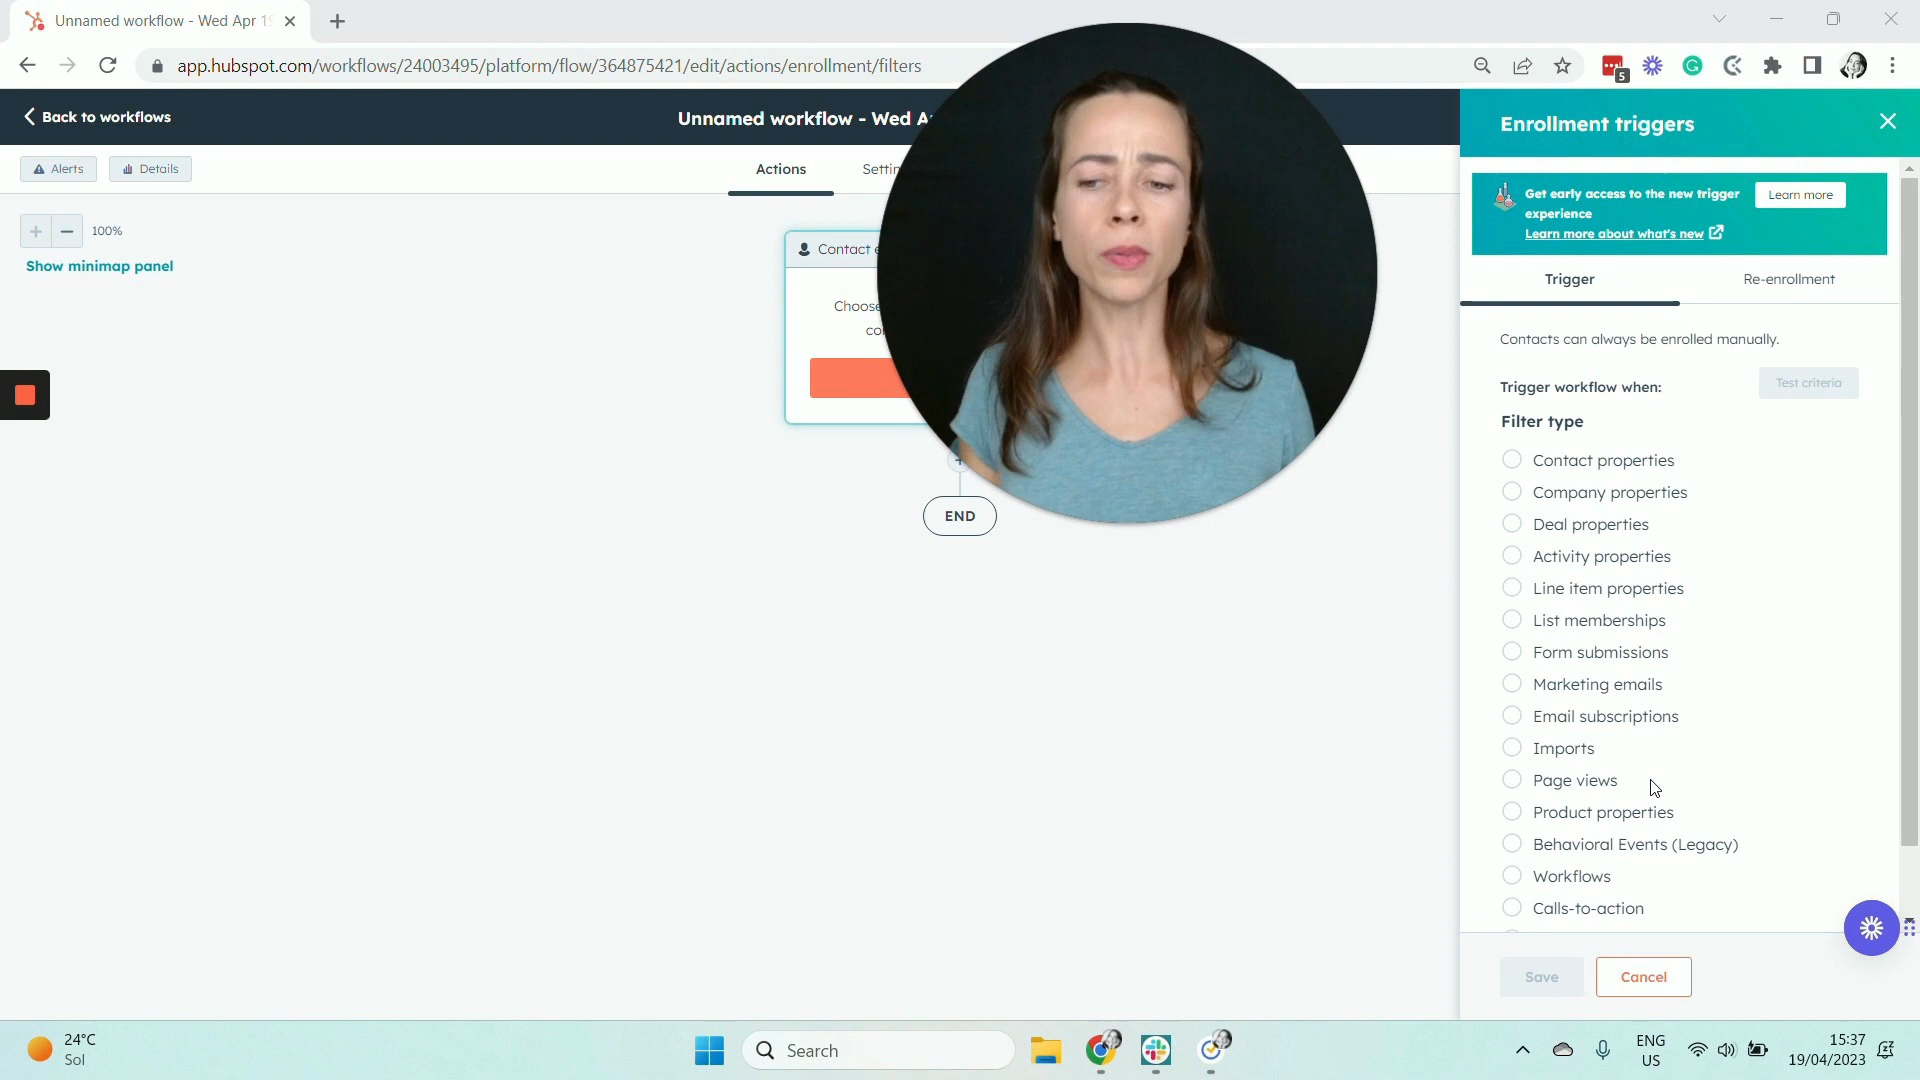 Unnamed workflow - Wed Apr 19
app.hubspot.com/workflows/24003495/platform/flow/364875421/edit/actions/enrollment/filters
5
Back to workflows
Unnamed workflow - Wed
Alerts
Details
Actions
100%
Show minimap panel
Contact
Choose
END
Enrollment triggers
Get early access to the new trigger
experience
Learn more about what's new
Learn more
Trigger
Re-enrollment
Contacts can always be enrolled manually.
Trigger workflow when:
Test criteria
Filter type
Contact properties
Company properties
Deal properties
Activity properties
Line item properties
List memberships
Form submissions
Marketing emails
Email subscriptions
Imports
Page views
Product properties
Behavioral Events (Legacy)
Workflows
Calls-to-action
Save
Cancel
24°C
Sol
Search
ENG
US
15:37
19/04/2023